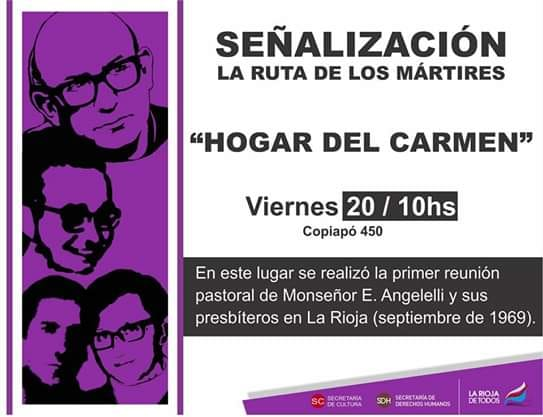 SEÑALIZACIÓN
LA RUTA DE LOS MÁRTIRES
“HOGAR DEL CARMEN”
Viernes 20 / 10hs
Copiapó 450
En este lugar se realizó la primer reunión
pastoral de Monseñor E. Angelelli y sus
presbíteros en La Rioja (septiembre de 1969).
SC SECRETARÍA
DE CULTURA
SDH SECRETARÍA DE
DERECHOS HUMANOS
LA RIOJA
DE TODOS